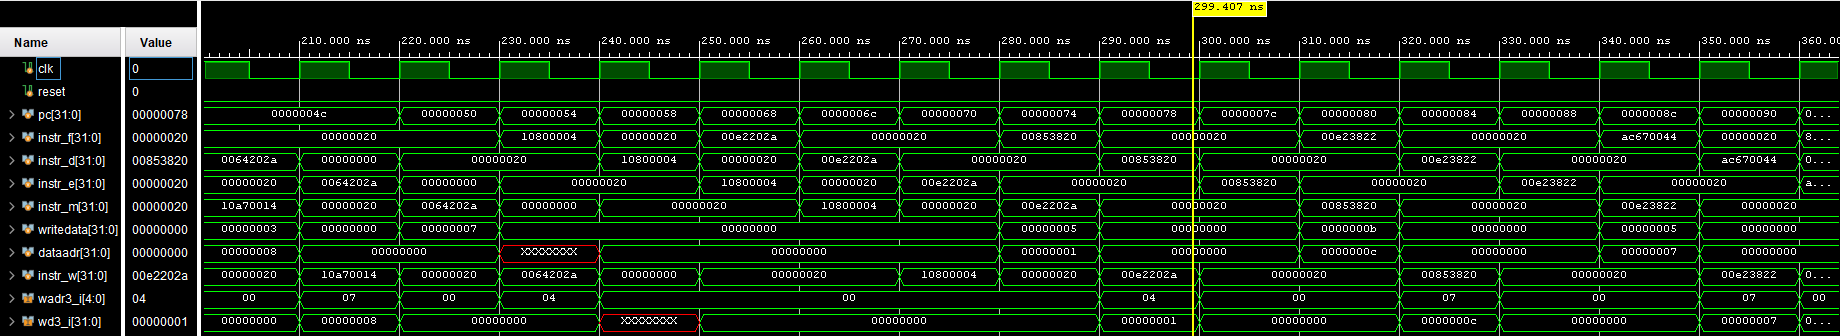 299.407 ns
Name Value 210.000 ns 220.000 ns 230.000 ns 240.000 ns 250.000 ns 260.000 ns 270.000 ns 280.000 ns 290.000 ns 300.000 ns 310.000 ns 320.000 ns 330.000 ns 340.000 ns 350.000 ns 360.
clk 0
reset 0
pc[31:0] 00000078 0000004c 00000050 00000054 00000058 00000068 0000006c 00000070 00000074 00000078 0000007c 00000080 00000084 00000088 0000008c 00000090 0...
instr_f[31:0] 00000020 00000020 10800004 00000020 00e2202a 00000020 00853820 00000020 00e23822 00000020 ac670044 00000020 8...
instr_d[31:0] 00853820 0064202a 00000000 00000020 10800004 00000020 00e2202a 00000020 00853820 00000020 00e23822 00000020 ac670044 0...
instr_e[31:0] 00000020 00000020 0064202a 00000000 00000020 10800004 00000020 00e2202a 00000020 00853820 00000020 00e23822 00000020 a...
instr_m[31:0] 00000020 10a70014 00000020 0064202a 00000000 00000020 10800004 00000020 00e2202a 00000020 00853820 00000020 00e23822 00000020
writedata[31:0] 00000000 00000003 00000000 00000007 00000000 00000005 00000000 0000000b 00000000 00000005 00000000
dataadr[31:0] 00000000 00000008 00000000 XXXXXXXX 00000000 00000001 00000000 0000000c 00000000 00000007 00000000
instr_w[31:0] 00e2202a 00000020 10a70014 00000020 0064202a 00000000 00000020 10800004 00000020 00e2202a 00000020 00853820 00000020 00e23822 0...
wadr3_i[4:0] 04 00 07 00 04 00 04 00 07 00 07 00
wd3_i[31:0] 00000001 00000000 00000008 00000000 XXXXXXXX 00000000 00000001 00000000 0000000c 00000000 00000007 0...